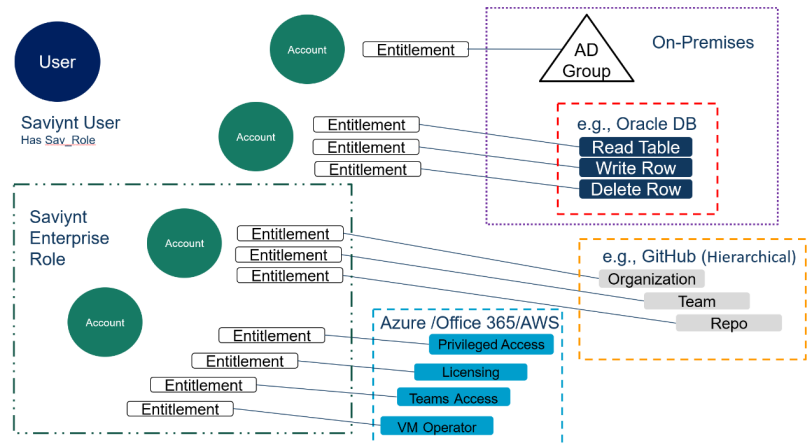 User
Saviynt User
Has Sav_Role
Account
Entitlement
AD
Group
On-Premises
Account
Entitlement
Entitlement
Entitlement
e.g., Oracle DB
Read Table
Write Row
Delete Row
Saviynt
Enterprise
Role
Account
Entitlement
Entitlement
Entitlement
e.g., GitHub (Hierarchical)
Organization
Team
Repo
Account
Entitlement
Entitlement
Entitlement
Entitlement
Azure /Office 365/AWS
Privileged Access
Licensing
Teams Access
VM Operator